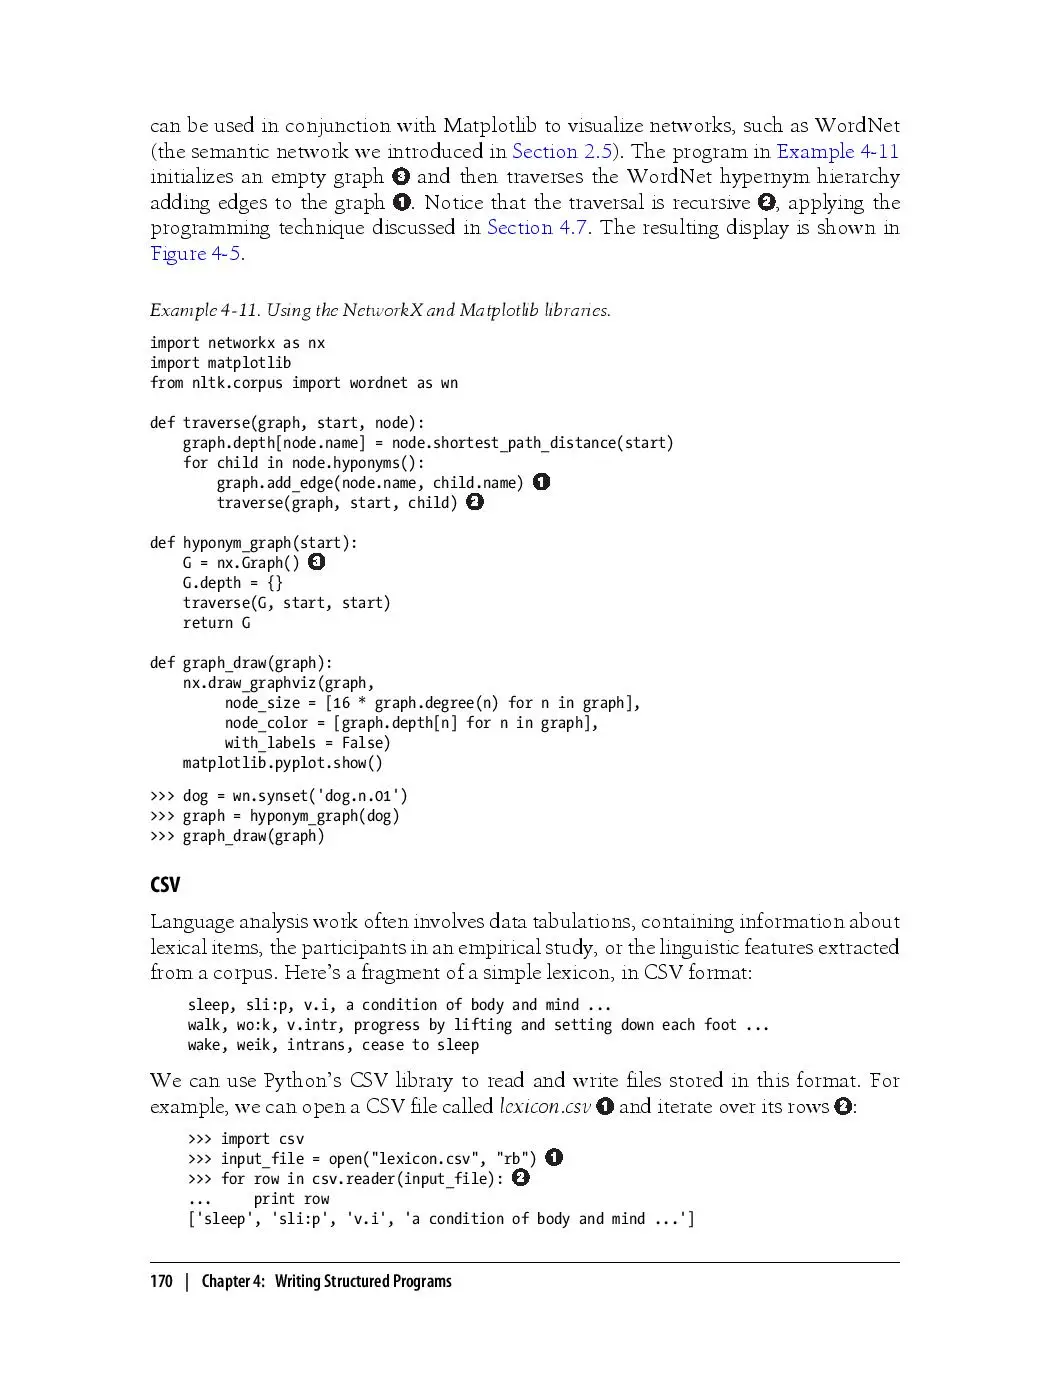 can be used in conjunction with Matplotlib to visualize networks, such as WordNet
(the semantic network we introduced in Section 2.5). The program in Example 4-11
initializes an empty graph ❸ and then traverses the WordNet hypernym hierarchy
adding edges to the graph ❶. Notice that the traversal is recursive ❷, applying the
programming technique discussed in Section 4.7. The resulting display is shown in
Figure 4-5.
Example 4-11. Using the NetworkX and Matplotlib libraries.
import networkx as nx
import matplotlib
from nltk.corpus import wordnet as wn
def traverse(graph, start, node):
    graph.depth[node.name] = node.shortest_path_distance(start)
    for child in node.hyponyms():
        graph.add_edge(node.name, child.name) ❶
        traverse(graph, start, child) ❷
def hyponym_graph(start):
    G = nx.Graph() ❸
    G.depth = {}
    traverse(G, start, start)
    return G
def graph_draw(graph):
    nx.draw_graphviz(graph,
         node_size = [16 * graph.degree(n) for n in graph],
         node_color = [graph.depth[n] for n in graph],
         with_labels = False)
    matplotlib.pyplot.show()
>>> dog = wn.synset('dog.n.01')
>>> graph = hyponym_graph(dog)
>>> graph_draw(graph)
CSV
Language analysis work often involves data tabulations, containing information about
lexical items, the participants in an empirical study, or the linguistic features extracted
from a corpus. Here's a fragment of a simple lexicon, in CSV format:
sleep, sli:p, v.i, a condition of body and mind ...
walk, wo:k, v.intr, progress by lifting and setting down each foot ...
wake, weik, intrans, cease to sleep
We can use Python's CSV library to read and write files stored in this format. For
example, we can open a CSV file called lexicon.csv ❶ and iterate over its rows ❷:
>>> import csv
>>> input_file = open("lexicon.csv", "rb") ❶
>>> for row in csv.reader(input_file): ❷
...     print row
['sleep', 'sli:p', 'v.i', 'a condition of body and mind ...']
170 | Chapter 4: Writing Structured Programs